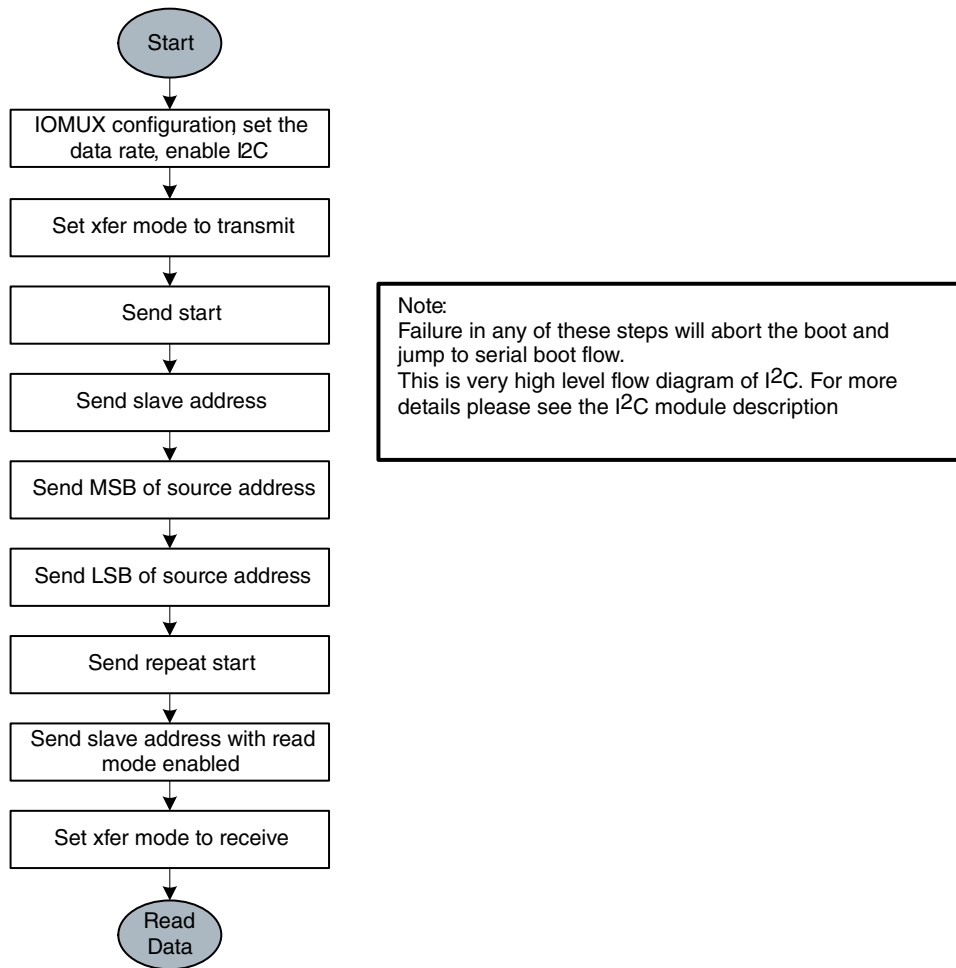 Start
IOMUX configuration, set the
data rate, enable I2C
Set xfer mode to transmit
Send start
Send slave address
Send MSB of source address
Send LSB of source address
Send repeat start
Send slave address with read
mode enabled
Set xfer mode to receive
Read
Data
Note:
Failure in any of these steps will abort the boot and
jump to serial boot flow.
This is very high level flow diagram of I²C. For more
details please see the I²C module description